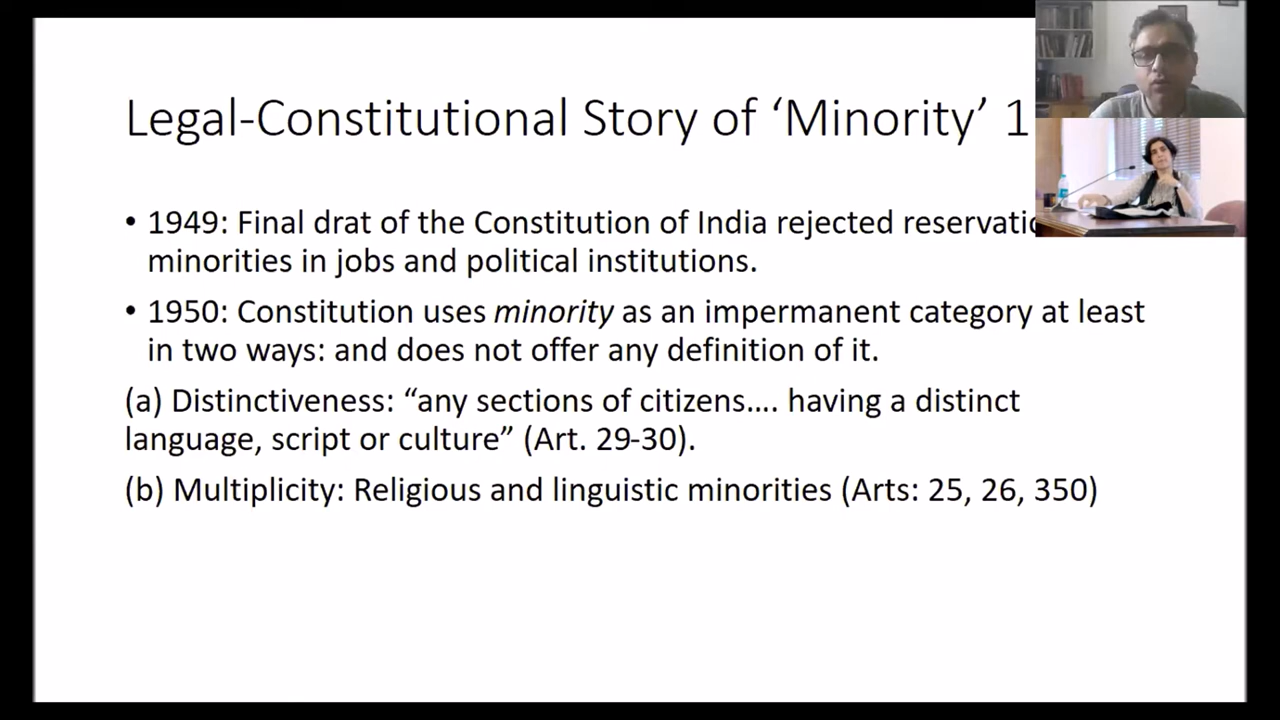 Legal-Constitutional Story of ‘Minority’ 1
• 1949: Final drat of the Constitution of India rejected
minorities in jobs and political institutions.
• 1950: Constitution uses minority as an impermanent category at least
in two ways: and does not offer any definition of it.
(a) Distinctiveness: “any sections of citizens…. having a distinct
language, script or culture” (Art. 29-30).
(b) Multiplicity: Religious and linguistic minorities (Arts: 25, 26, 350)